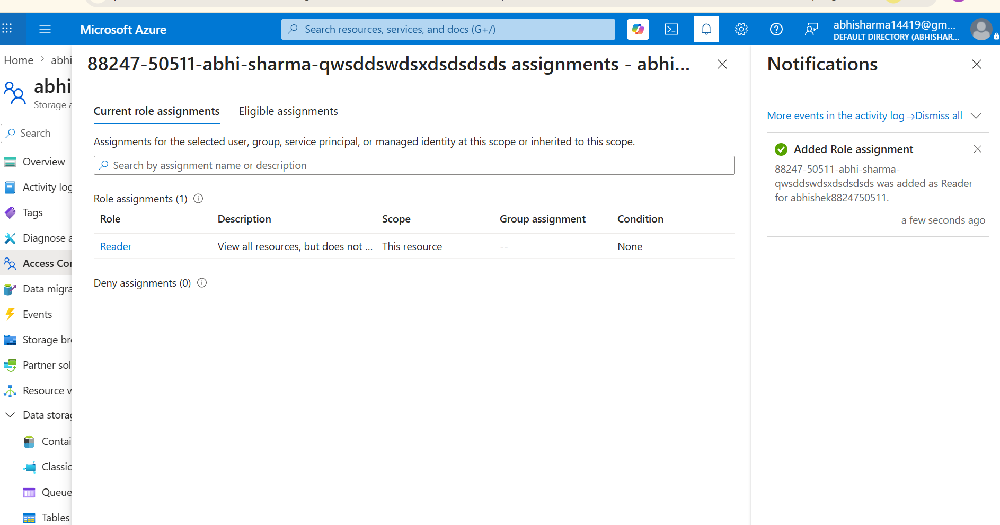 Microsoft Azure
Search resources, services, and docs (G+/)
abhisharma14419@gm...
DEFAULT DIRECTORY (ABHISHAR...
Home > abhi
abhi
Storage a
Search
Overview
Activity log
Tags
Diagnose a
Access Con
Data migra
Events
Storage bro
Partner sol
Resource v
Data storag
Contai
Classic
Queue
Tables
88247-50511-abhi-sharma-qwsddswdsxdsdsdsds assignments - abhi...
Current role assignments
Eligible assignments
Assignments for the selected user, group, service principal, or managed identity at this scope or inherited to this scope.
Search by assignment name or description
Role assignments (1)
Role Description Scope Group assignment Condition
Reader View all resources, but does not ... This resource -- None
Deny assignments (0)
Notifications
More events in the activity log → Dismiss all
Added Role assignment
88247-50511-abhi-sharma-
qwsddswdsxdsdsdsds was added as Reader
for abhishek8824750511.
a few seconds ago